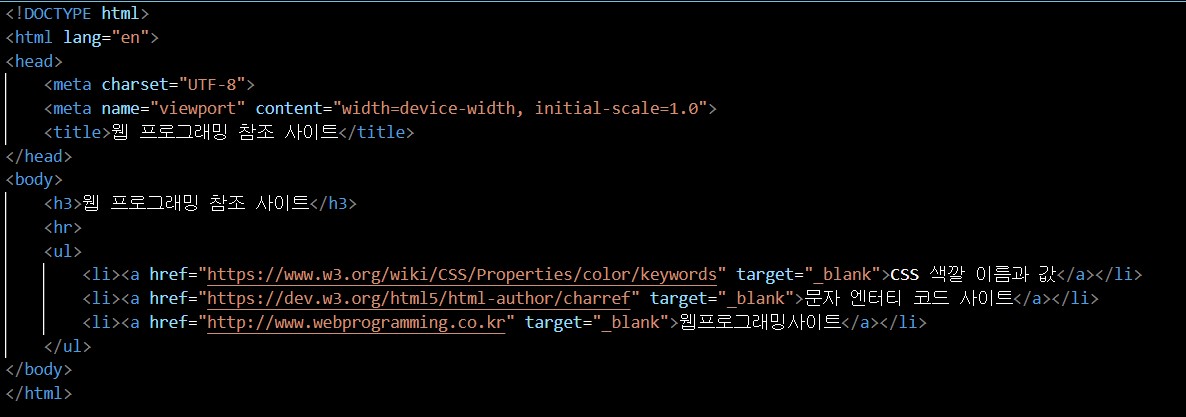 <!DOCTYPE html>
<html lang="en">
<head>
    <meta charset="UTF-8">
    <meta name="viewport" content="width=device-width, initial-scale=1.0">
    <title>웹 프로그래밍 참조 사이트</title>
</head>
<body>
    <h3>웹 프로그래밍 참조 사이트</h3>
    <hr>
    <ul>
        <li><a href="https://www.w3.org/wiki/CSS/Properties/color/keywords" target="_blank">CSS 색깔 이름과 값</a></li>
        <li><a href="https://dev.w3.org/html5/html-author/charref" target="_blank">문자 엔터티 코드 사이트</a></li>
        <li><a href="http://www.webprogramming.co.kr" target="_blank">웹프로그래밍사이트</a></li>
    </ul>
</body>
</html>